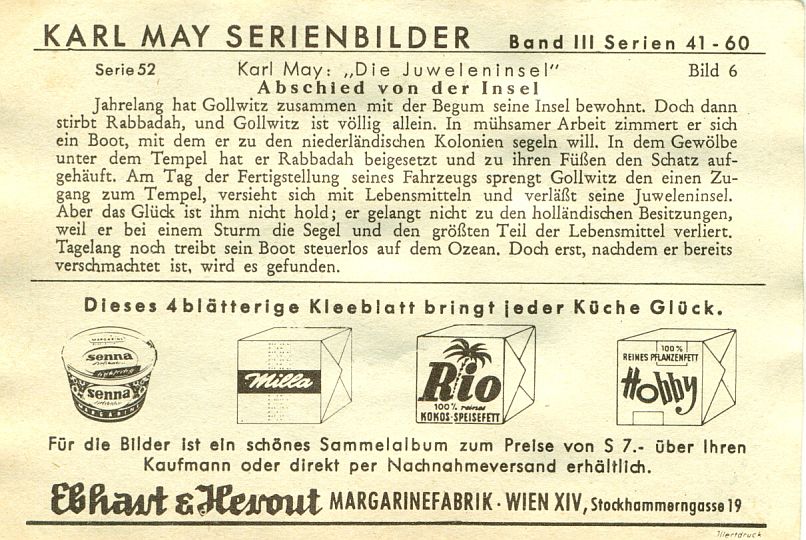 KARL MAY SERIENBILDER Band III Serien 41-60
Serie 52 Karl May: „Die Juweleninsel" Bild 6
Abschied von der Insel
Jahrelang hat Gollwitz zusammen mit der Begum seine Insel bewohnt. Doch dann
stirbt Rabbadah, und Gollwitz ist völlig allein. In mühsamer Arbeit zimmert er sich
ein Boot, mit dem er zu den niederländischen Kolonien segeln will. In dem Gewölbe
unter dem Tempel hat er Rabbadah beigesetzt und zu ihren Füßen den Schatz auf-
gehäuft. Am Tag der Fertigstellung seines Fahrzeugs sprengt Gollwitz den einen Zu-
gang zum Tempel, versieht sich mit Lebensmitteln und verläßt seine Juweleninsel.
Aber das Glück ist ihm nicht hold; er gelangt nicht zu den holländischen Besitzungen,
weil er bei einem Sturm die Segel und den größten Teil der Lebensmittel verliert.
Tagelang noch treibt sein Boot steuerlos auf dem Ozean. Doch erst, nachdem er bereits
verschmachtet ist, wird es gefunden.
Dieses 4blätterige Kleeblatt bringt jeder Küche Glück.
MARGARINE
senna
senna
MARGARINE
Milla
Rio
100% reines
KOKOS-SPEISEFETT
100%
REINES PFLANZENFETT
Hobby
Für die Bilder ist ein schönes Sammelalbum zum Preise von S 7.- über Ihren
Kaufmann oder direkt per Nachnahmeversand erhältlich.
Ebhart & Herout MARGARINEFABRIK · WIEN XIV, Stockhammerngasse 19
Illertdruck